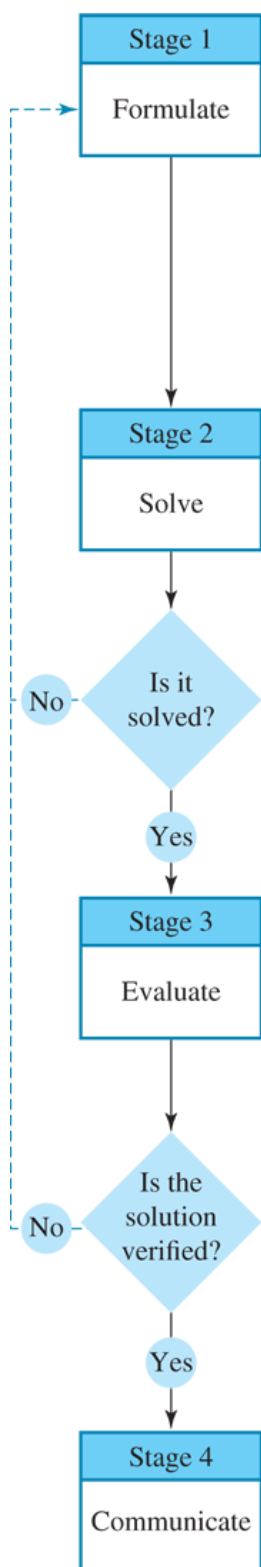 Stage 1
Formulate
Stage 2
Solve
Is it
solved?
No
Yes
Stage 3
Evaluate
Is the
solution
verified?
No
Yes
Stage 4
Communicate